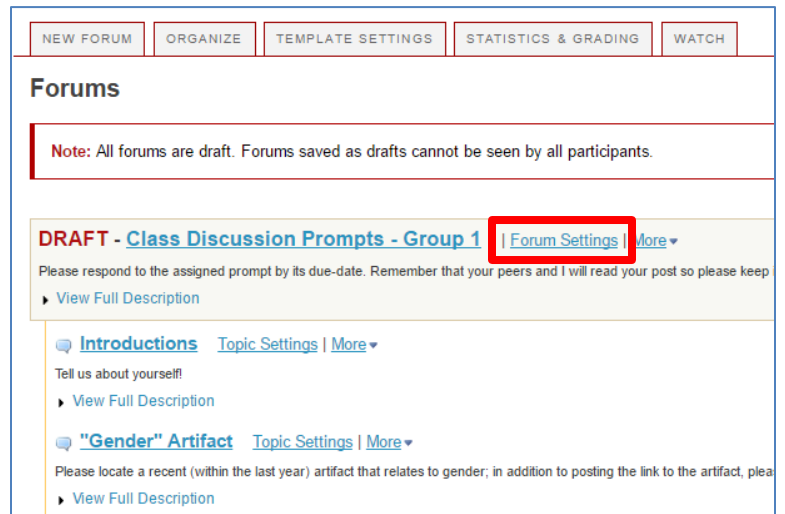 NEW FORUM ORGANIZE TEMPLATE SETTINGS STATISTICS & GRADING WATCH
Forums
Note: All forums are draft. Forums saved as drafts cannot be seen by all participants.
DRAFT - Class Discussion Prompts - Group 1 | Forum Settings | More
Please respond to the assigned prompt by its due-date. Remember that your peers and I will read your post so please keep
View Full Description
Introductions Topic Settings | More
Tell us about yourself!
View Full Description
"Gender" Artifact Topic Settings | More
Please locate a recent (within the last year) artifact that relates to gender; in addition to posting the link to the artifact, plea
View Full Description